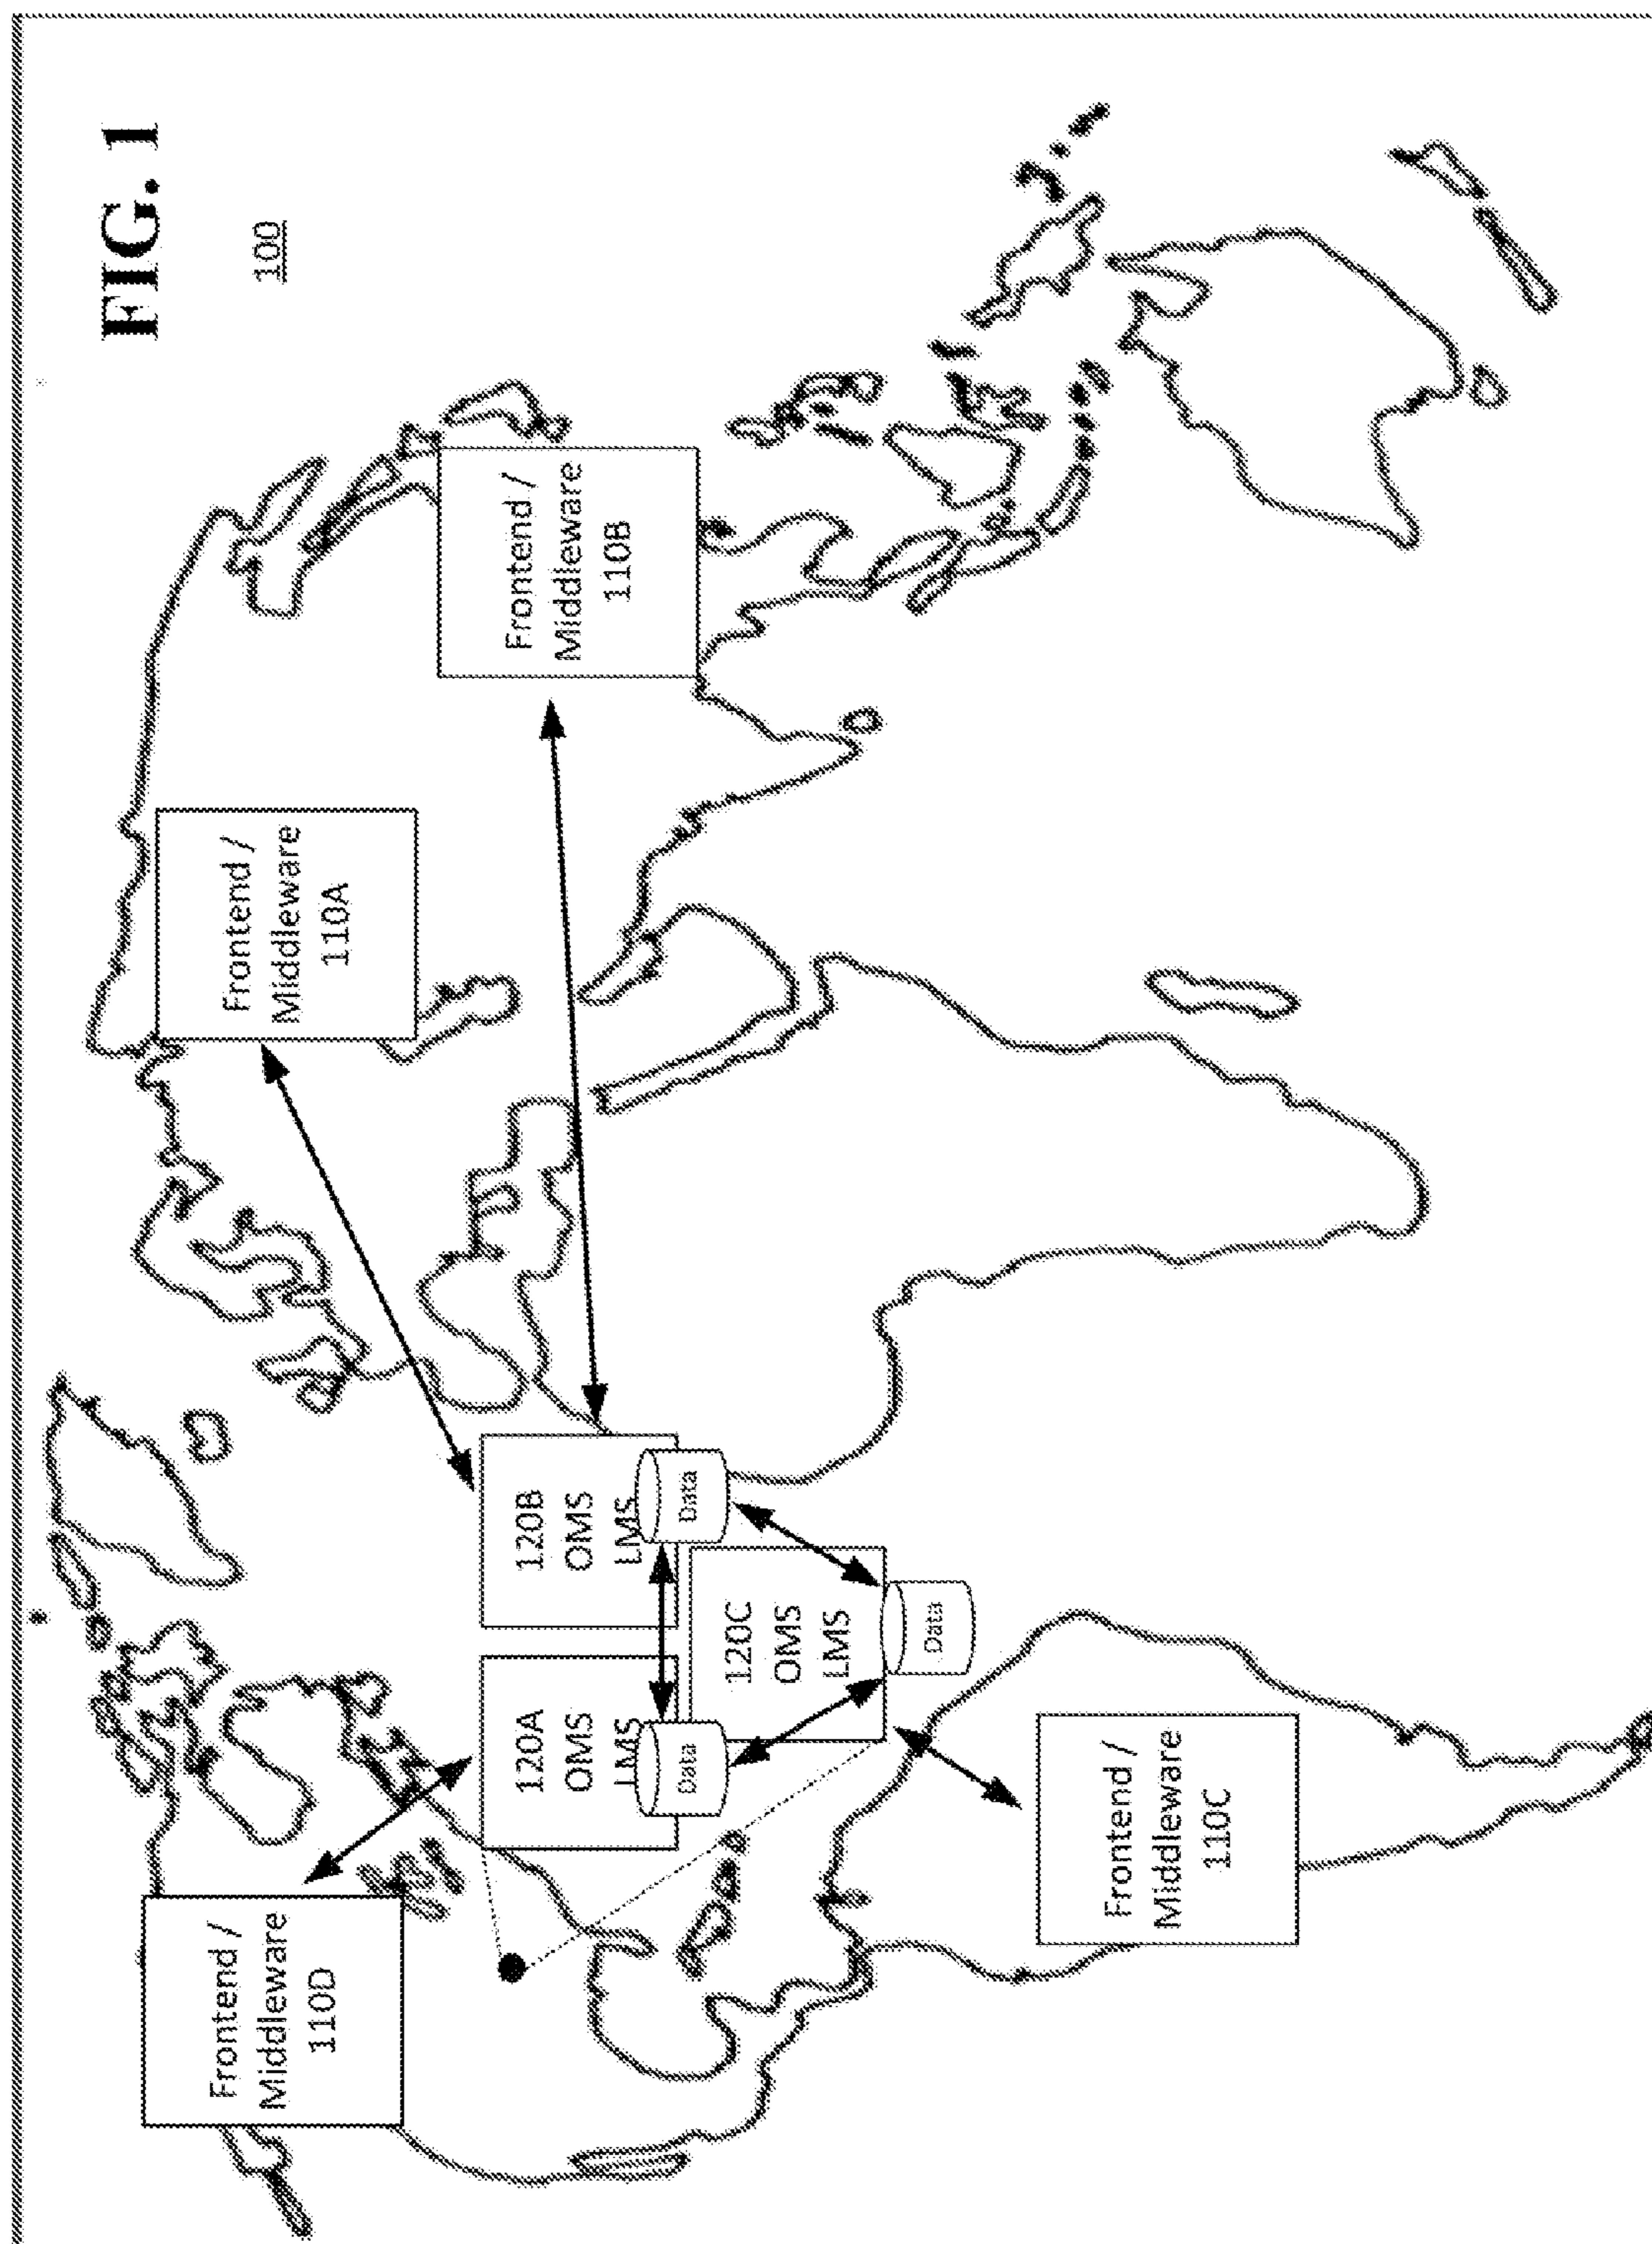 FIG. 1
100
Frontend /
Middleware
110D
Frontend /
Middleware
110A
Frontend /
Middleware
110B
120A
OMS
LMS
Data
120B
OMS
LMS
Data
120C
OMS
LMS
Data
Frontend /
Middleware
110C